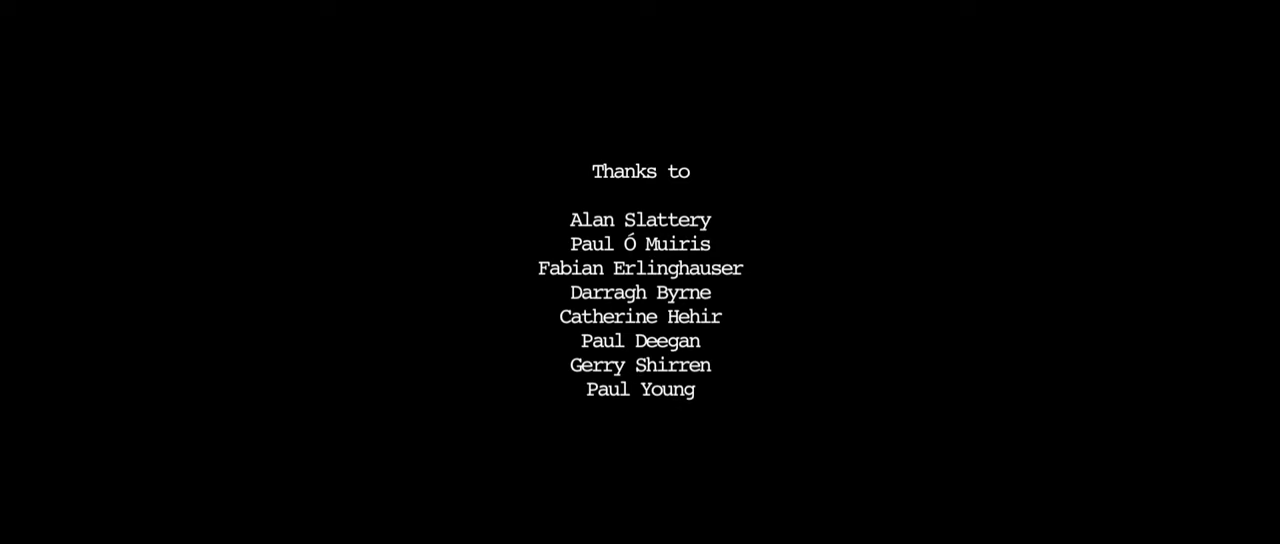 Thanks to
Alan Slattery
Paul Ó Muiris
Fabian Erlinghauser
Darragh Byrne
Catherine Hehir
Paul Deegan
Gerry Shirren
Paul Young